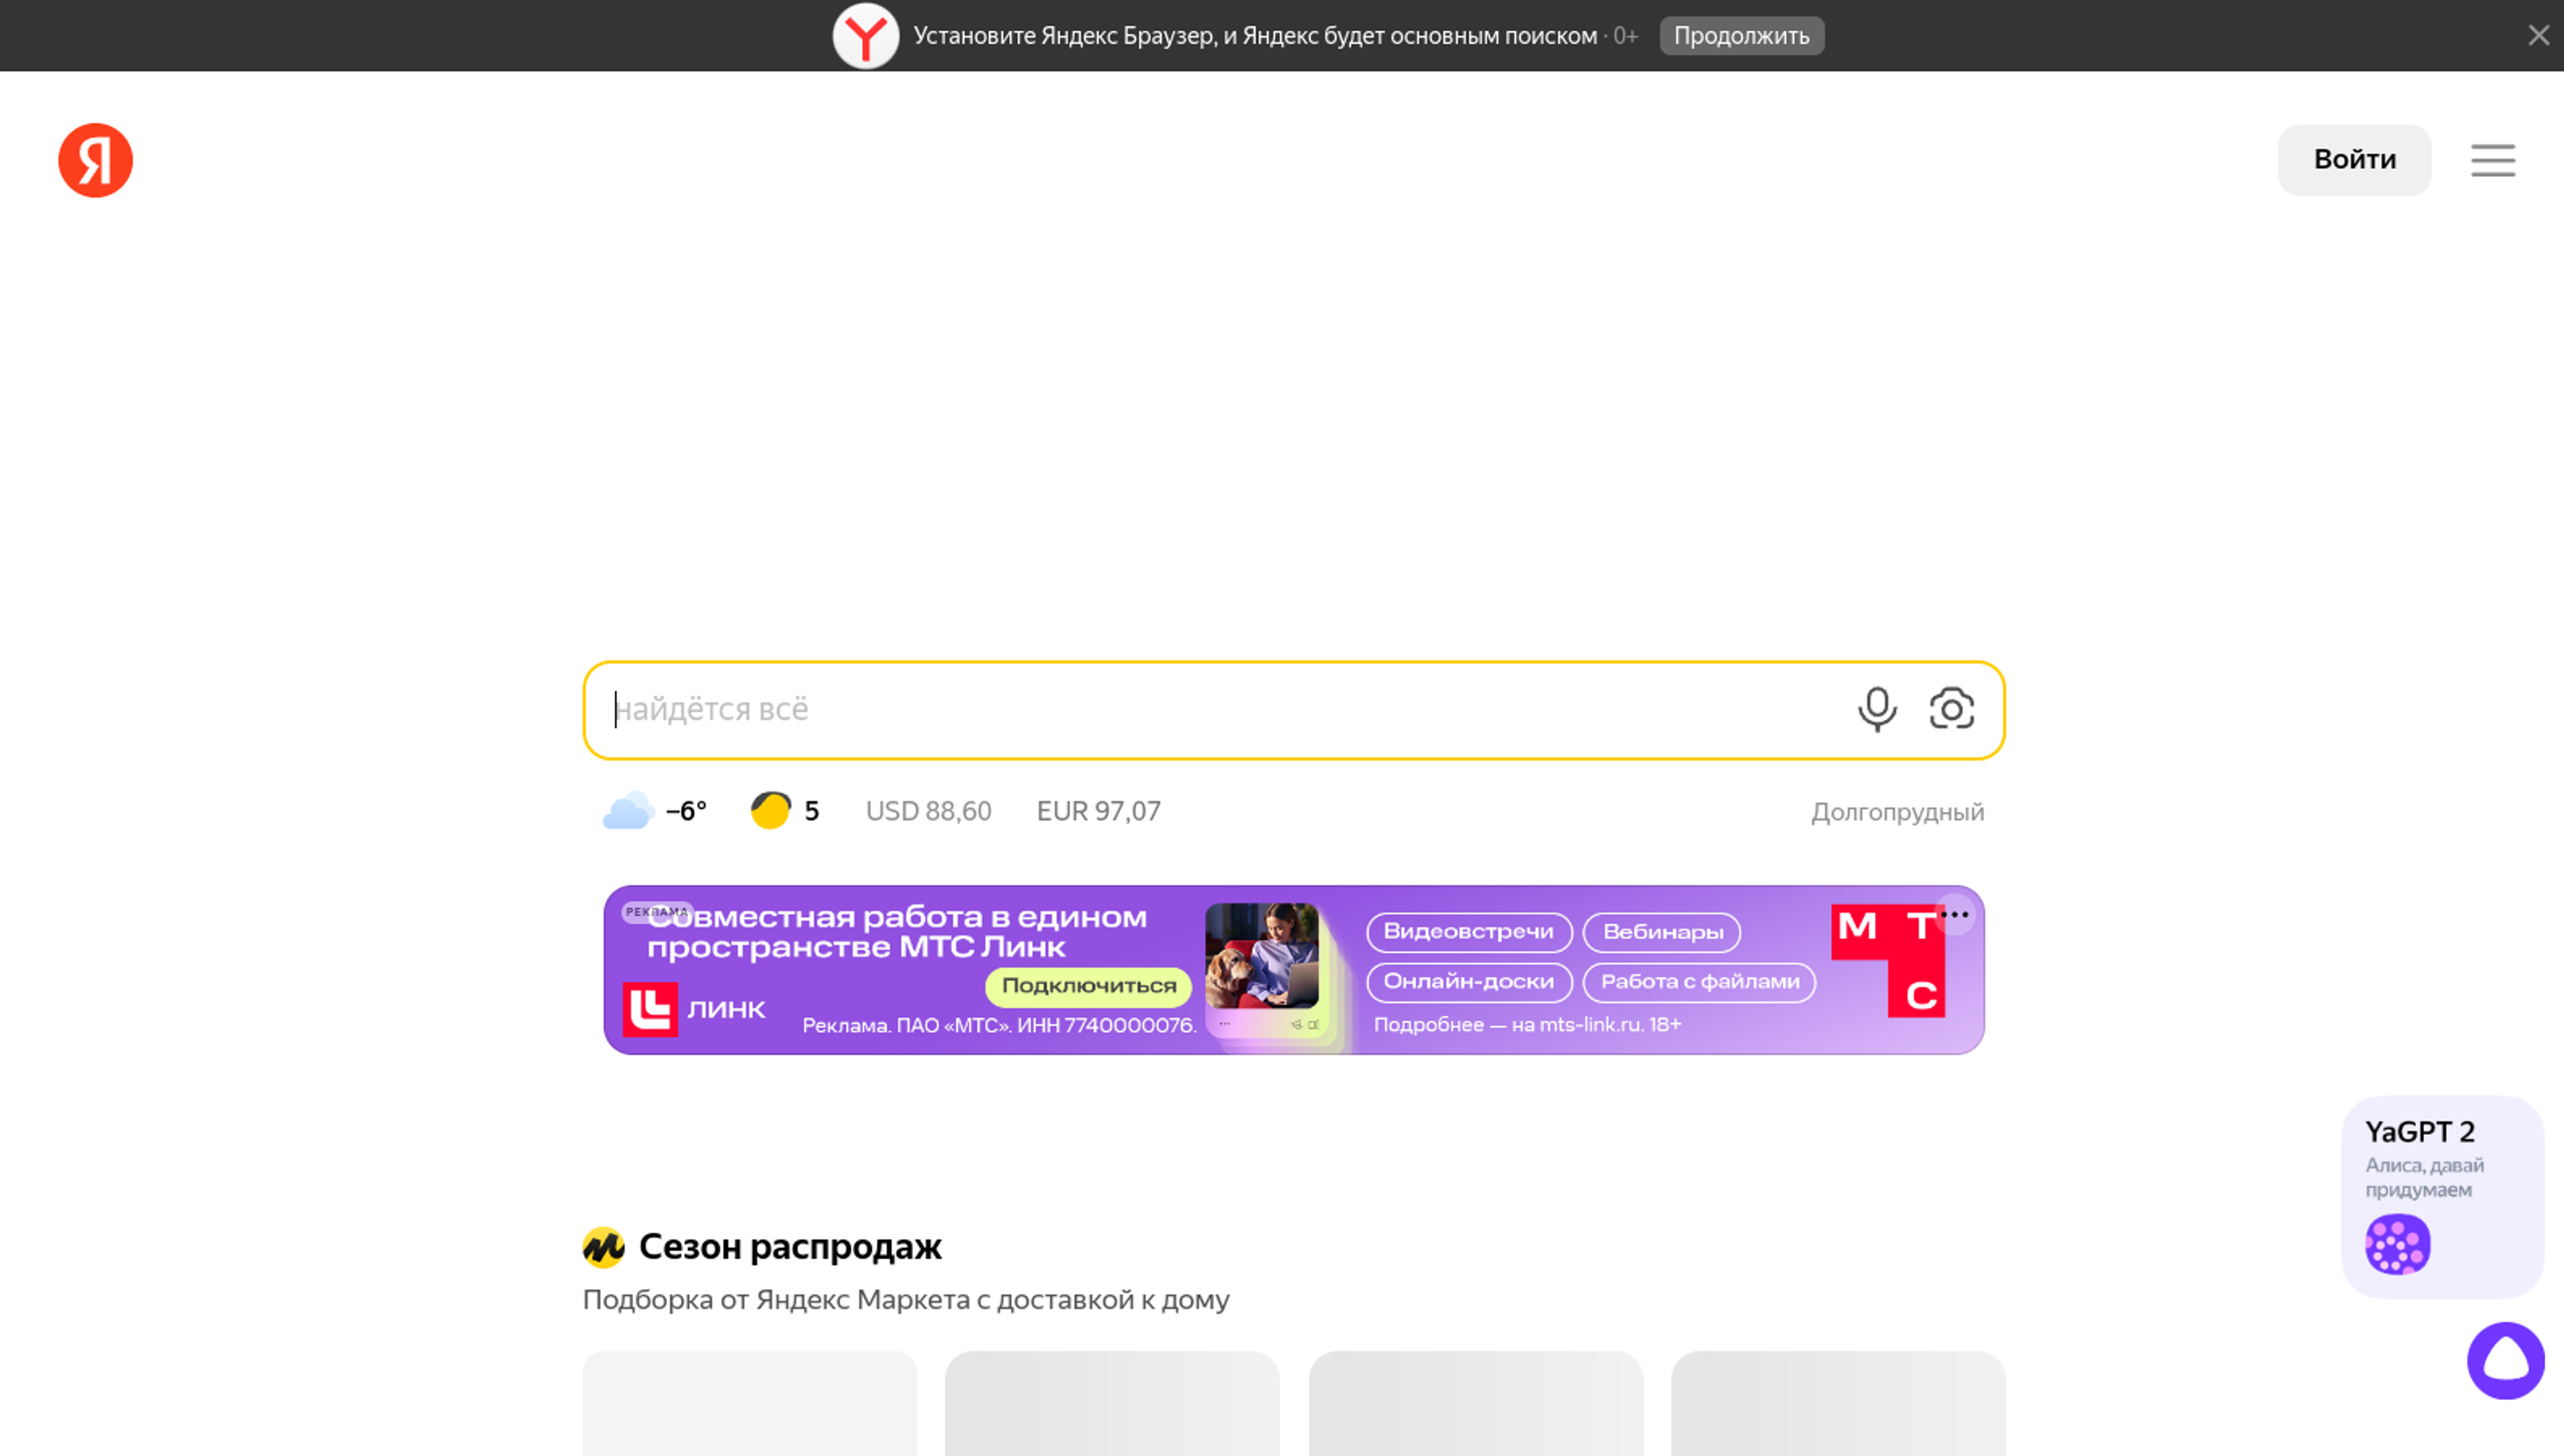 Установите Яндекс Браузер, и Яндекс будет основным поиском · 0+ Продолжить
Я
Войти
найдётся всё
−6° 5 USD 88,60 EUR 97,07 Долгопрудный
РЕКЛАМА
Совместная работа в едином
пространстве МТС Линк
Подключиться
ЛИНК
Реклама. ПАО «МТС». ИНН 7740000076.
Видеовстречи Вебинары
Онлайн-доски Работа с файлами
Подробнее — на mts-link.ru. 18+
М Т
С
YaGPT 2
Алиса, давай
придумаем
Сезон распродаж
Подборка от Яндекс Маркета с доставкой к дому